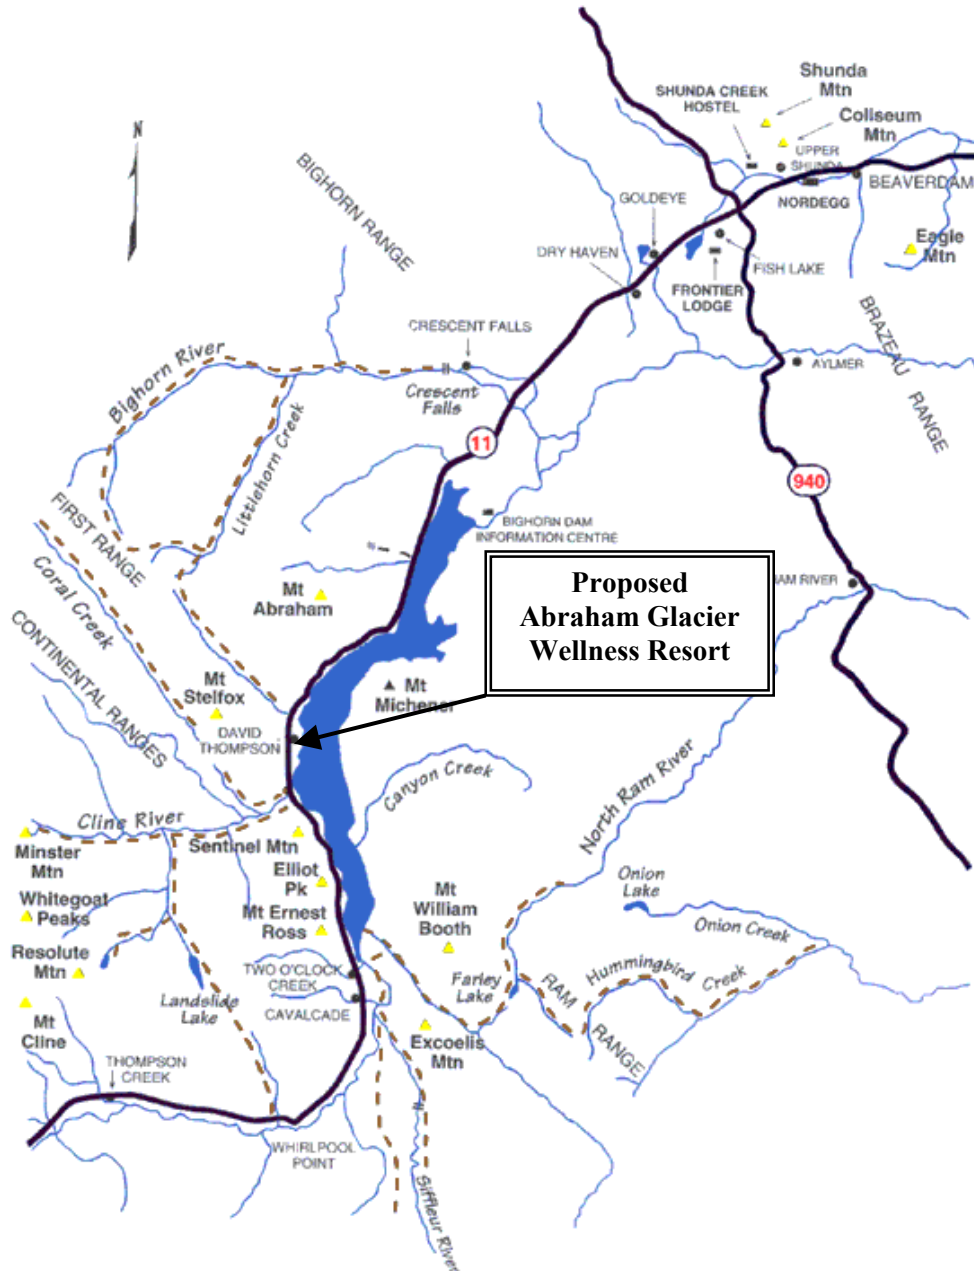 Shunda
Mtn
SHUNDA CREEK
HOSTEL
Coliseum
Mtn
UPPER
SHUNDA
BEAVERDAM
NORDEGG
N
BIGHORN RANGE
GOLDEYE
DRY HAVEN
FISH LAKE
FRONTIER
LODGE
Eagle
Mtn
BRAZEAU RANGE
CRESCENT FALLS
AYLMER
Bighorn River
Crescent
Falls
Littlehorn Creek
11
940
FIRST RANGE
BIGHORN DAM
INFORMATION CENTRE
Coral Creek
Proposed
Abraham Glacier
Wellness Resort
AM RIVER
Mt
Abraham
CONTINENTAL RANGES
Mt
Stelfox
Mt
Michener
DAVID
THOMPSON
Canyon Creek
North Ram River
Cline River
Sentinel Mtn
Minster
Mtn
Elliot
Pk
Whitegoat
Peaks
Mt Ernest
Ross
Mt
William
Booth
Onion
Lake
Onion Creek
Resolute
Mtn
TWO O'CLOCK
CREEK
Farley
Lake
Hummingbird Creek
RAM RANGE
Landslide
Lake
CAVALCADE
Mt
Cline
Excoelis
Mtn
THOMPSON
CREEK
WHIRLPOOL
POINT
Siffleur River